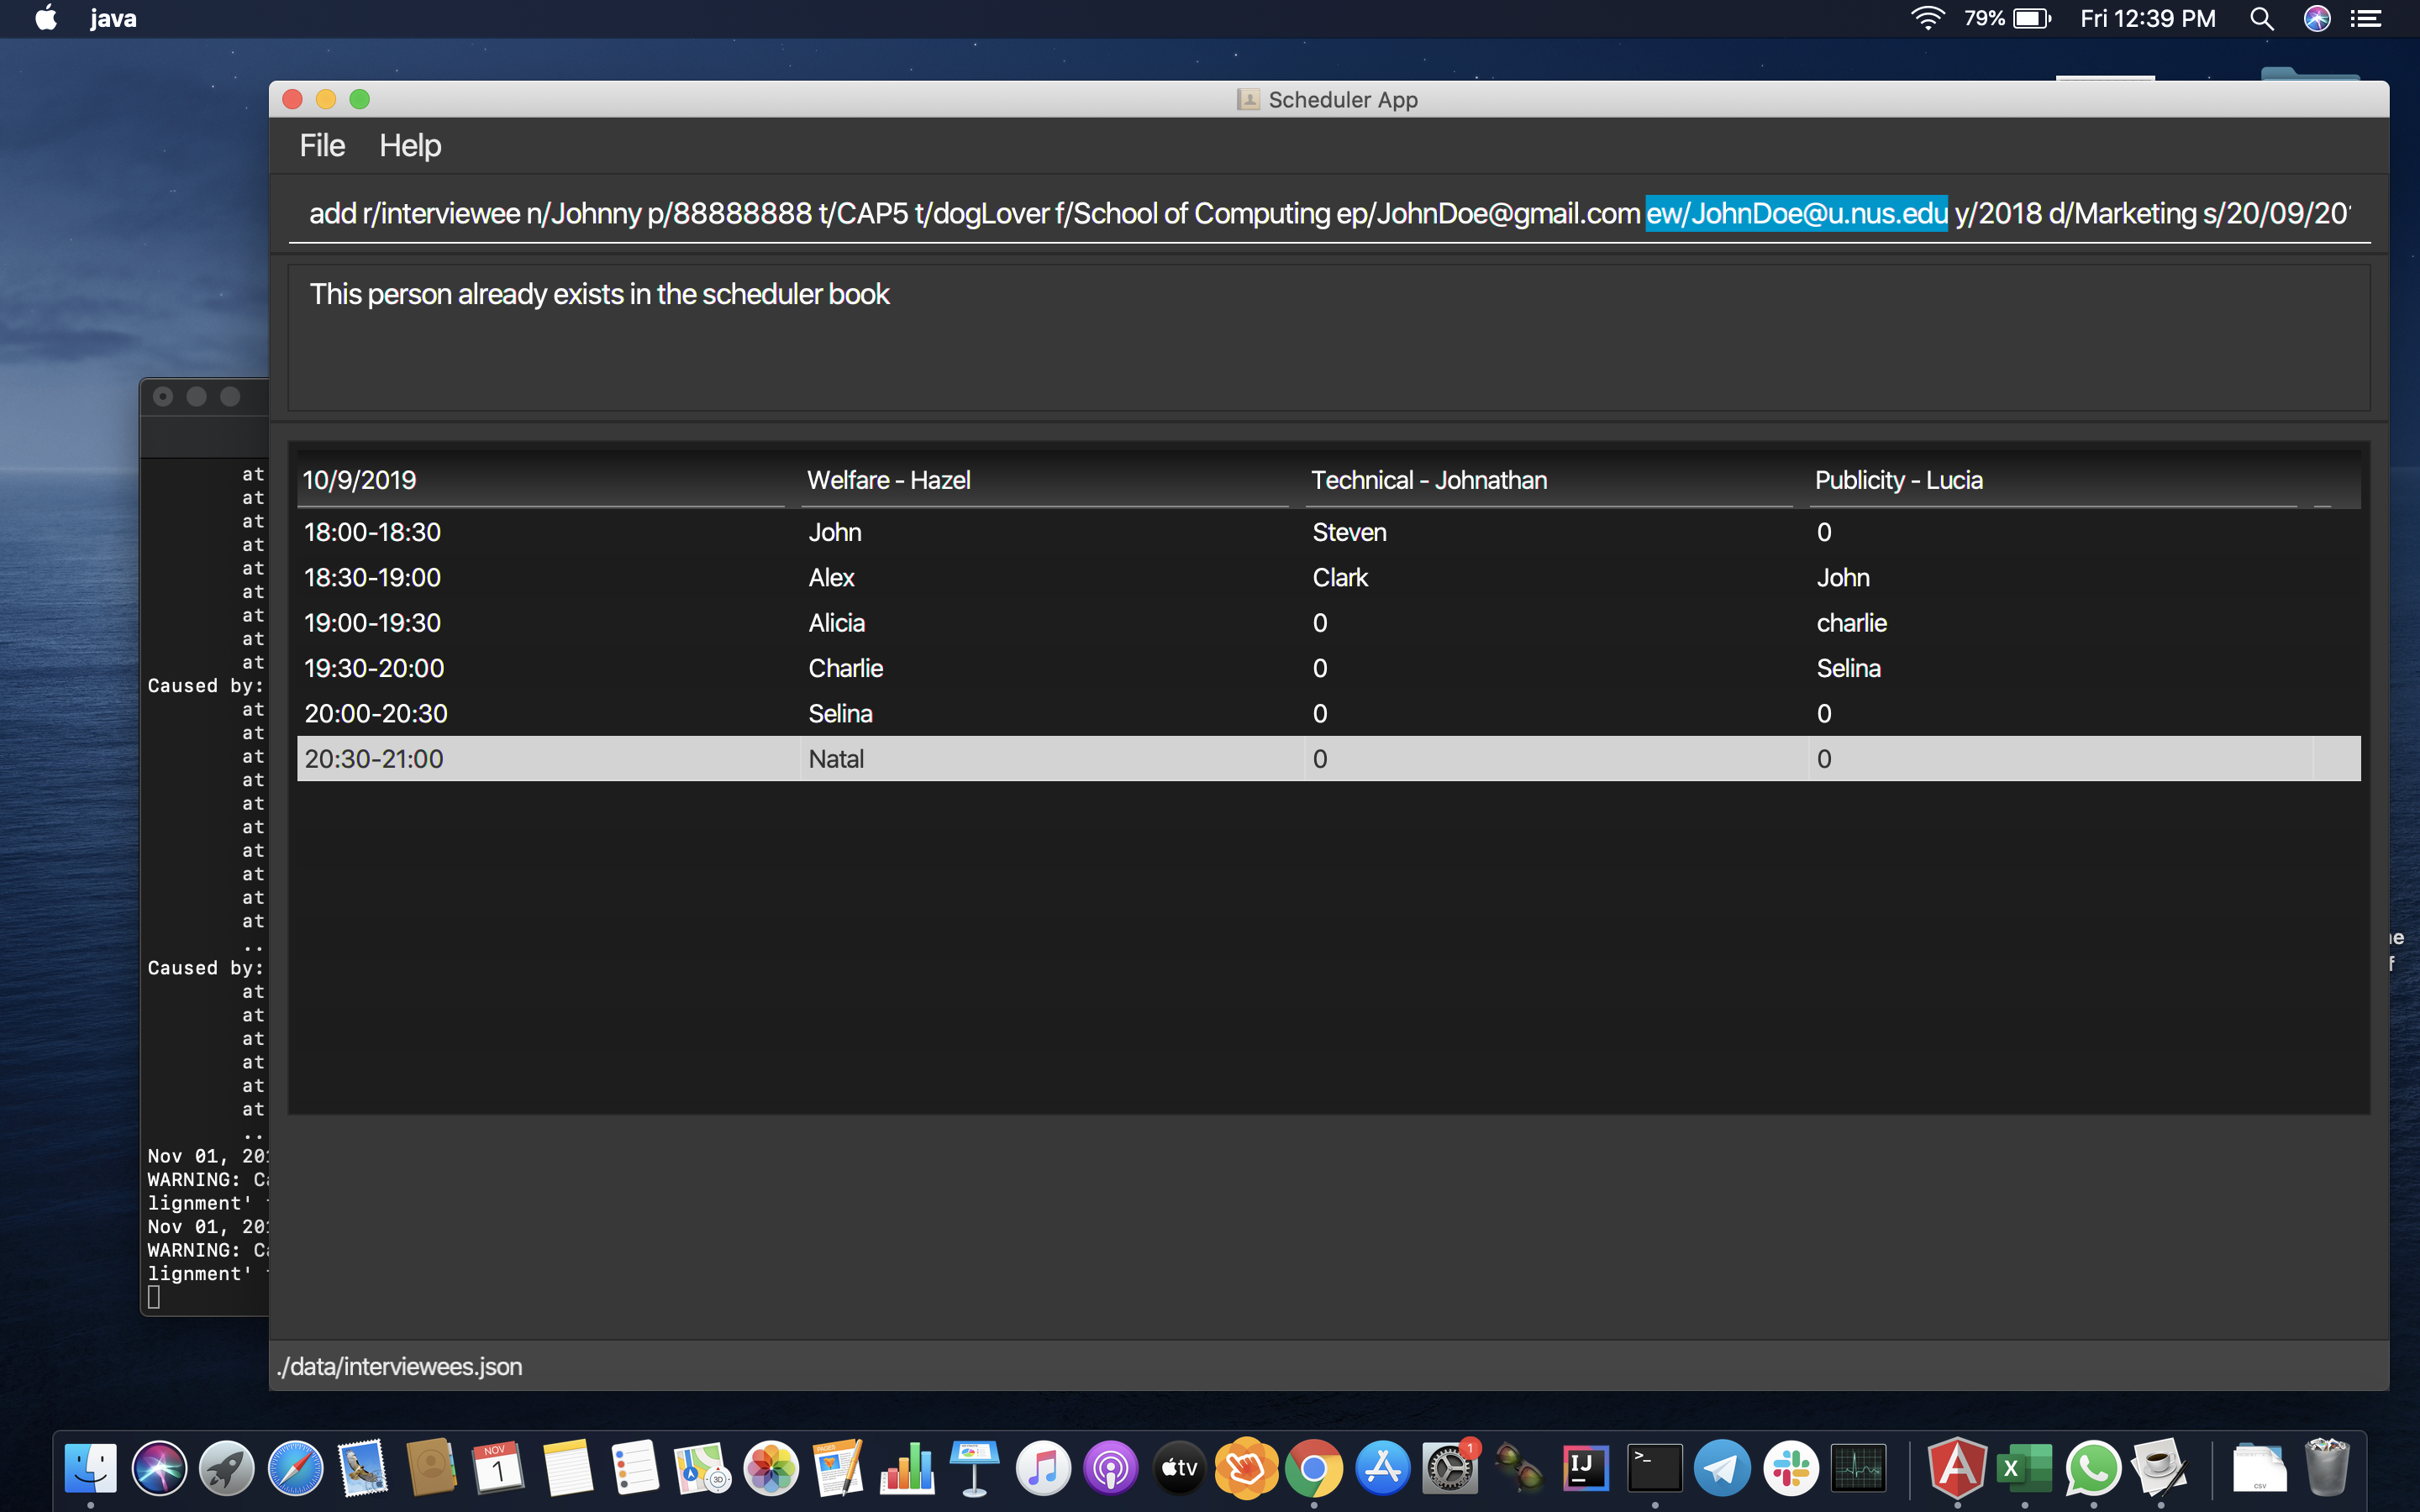 java 79% Fri 12:39 PM
Scheduler App
File Help
add r/interviewee n/Johnny p/88888888 t/CAP5 t/dogLover f/School of Computing ep/JohnDoe@gmail.com ew/JohnDoe@u.nus.edu y/2018 d/Marketing s/20/09/20
This person already exists in the scheduler book
10/9/2019 Welfare - Hazel Technical - Johnathan Publicity - Lucia
18:00-18:30 John Steven 0
18:30-19:00 Alex Clark John
19:00-19:30 Alicia 0 charlie
19:30-20:00 Charlie 0 Selina
20:00-20:30 Selina 0 0
20:30-21:00 Natal 0 0
./data/interviewees.json
at
at
at
at
at
at
at
at
at
Caused by:
at
at
at
at
at
at
at
at
at
at
..
Caused by:
at
at
at
at
at
at
..
Nov 01, 20
WARNING: Ca
lignment'
Nov 01, 20
WARNING: Ca
lignment'
NOV
1
3D
PAGES
tv
1
IJ
>_
A
X
CSV